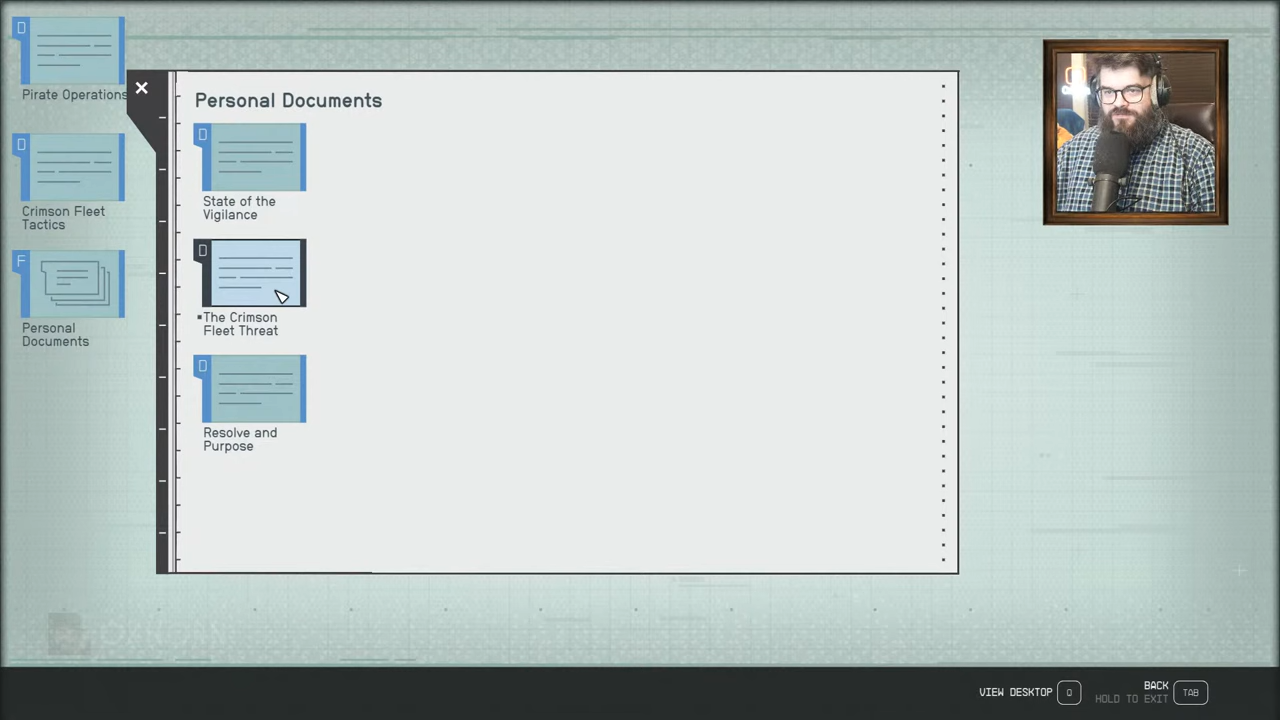 D
Pirate Operations
D
Crimson Fleet
Tactics
F
Personal
Documents
×
Personal Documents
D
State of the
Vigilance
D
▪The Crimson
Fleet Threat
D
Resolve and
Purpose
VIEW DESKTOP Q
BACK
HOLD TO EXIT TAB